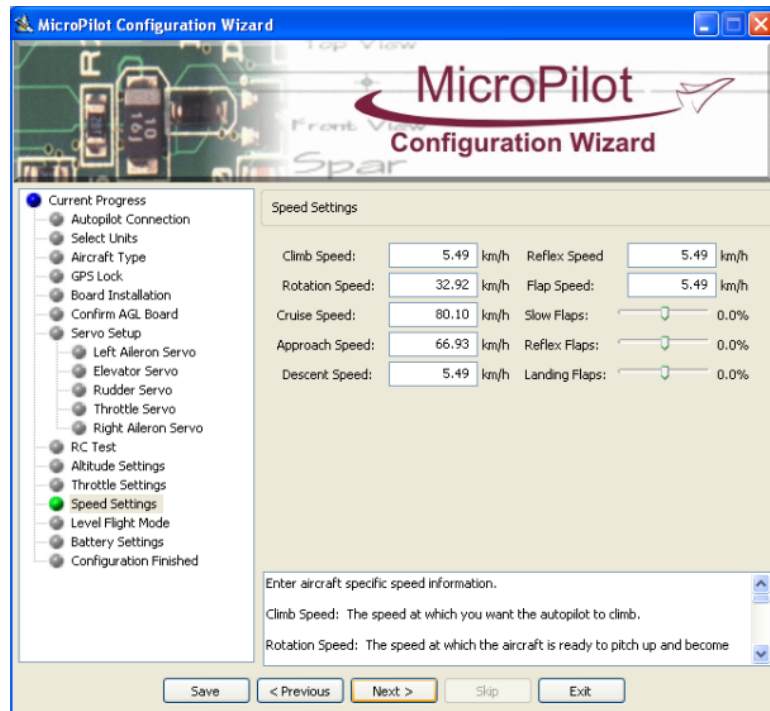 MicroPilot Configuration Wizard
Top View
Front View
Spar
MicroPilot
Configuration Wizard
Current Progress
Autopilot Connection
Select Units
Aircraft Type
GPS Lock
Board Installation
Confirm AGL Board
Servo Setup
Left Aileron Servo
Elevator Servo
Rudder Servo
Throttle Servo
Right Aileron Servo
RC Test
Altitude Settings
Throttle Settings
Speed Settings
Level Flight Mode
Battery Settings
Configuration Finished
Speed Settings
Climb Speed: 5.49 km/h Reflex Speed 5.49 km/h
Rotation Speed: 32.92 km/h Flap Speed: 5.49 km/h
Cruise Speed: 80.10 km/h Slow Flaps: 0.0%
Approach Speed: 66.93 km/h Reflex Flaps: 0.0%
Descent Speed: 5.49 km/h Landing Flaps: 0.0%
Enter aircraft specific speed information.
Climb Speed: The speed at which you want the autopilot to climb.
Rotation Speed: The speed at which the aircraft is ready to pitch up and become
Save < Previous Next > Skip Exit